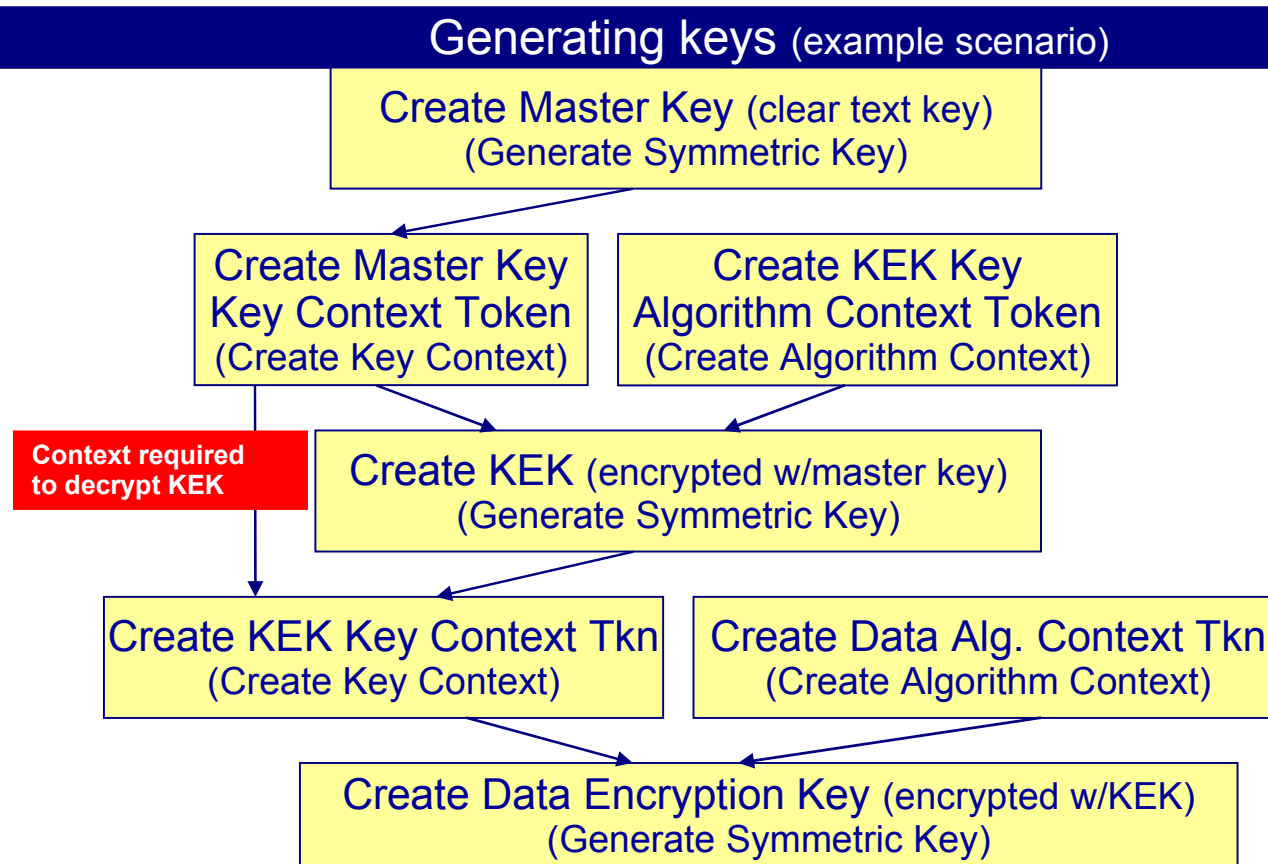 Generating keys (example scenario)
Create Master Key (clear text key)
(Generate Symmetric Key)
Create Master Key
Key Context Token
(Create Key Context)
Create KEK Key
Algorithm Context Token
(Create Algorithm Context)
Context required
to decrypt KEK
Create KEK (encrypted w/master key)
(Generate Symmetric Key)
Create KEK Key Context Tkn
(Create Key Context)
Create Data Alg. Context Tkn
(Create Algorithm Context)
Create Data Encryption Key (encrypted w/KEK)
(Generate Symmetric Key)